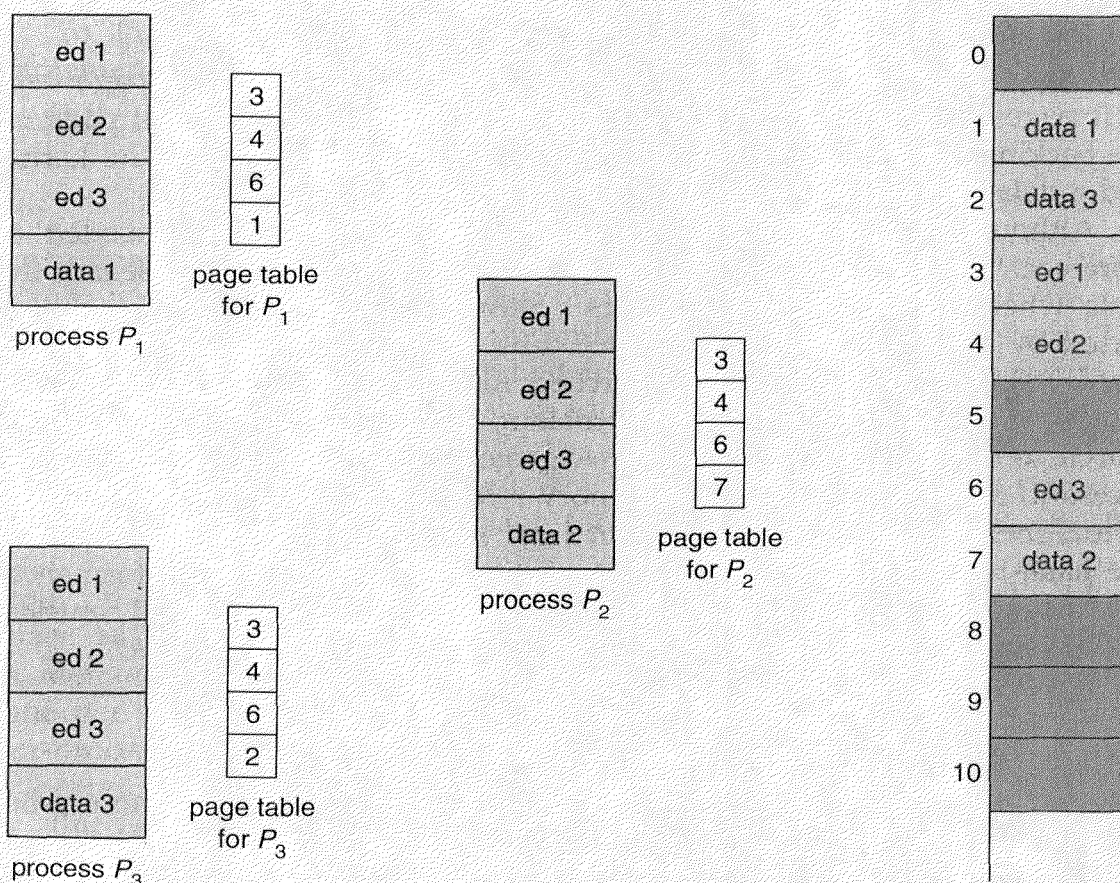 ed 1
ed 2
ed 3
data 1
process P1
3
4
6
1
page table
for P1
ed 1
ed 2
ed 3
data 2
process P2
3
4
6
7
page table
for P2
ed 1
ed 2
ed 3
data 3
process P3
3
4
6
2
page table
for P3
0
1 data 1
2 data 3
3 ed 1
4 ed 2
5
6 ed 3
7 data 2
8
9
10